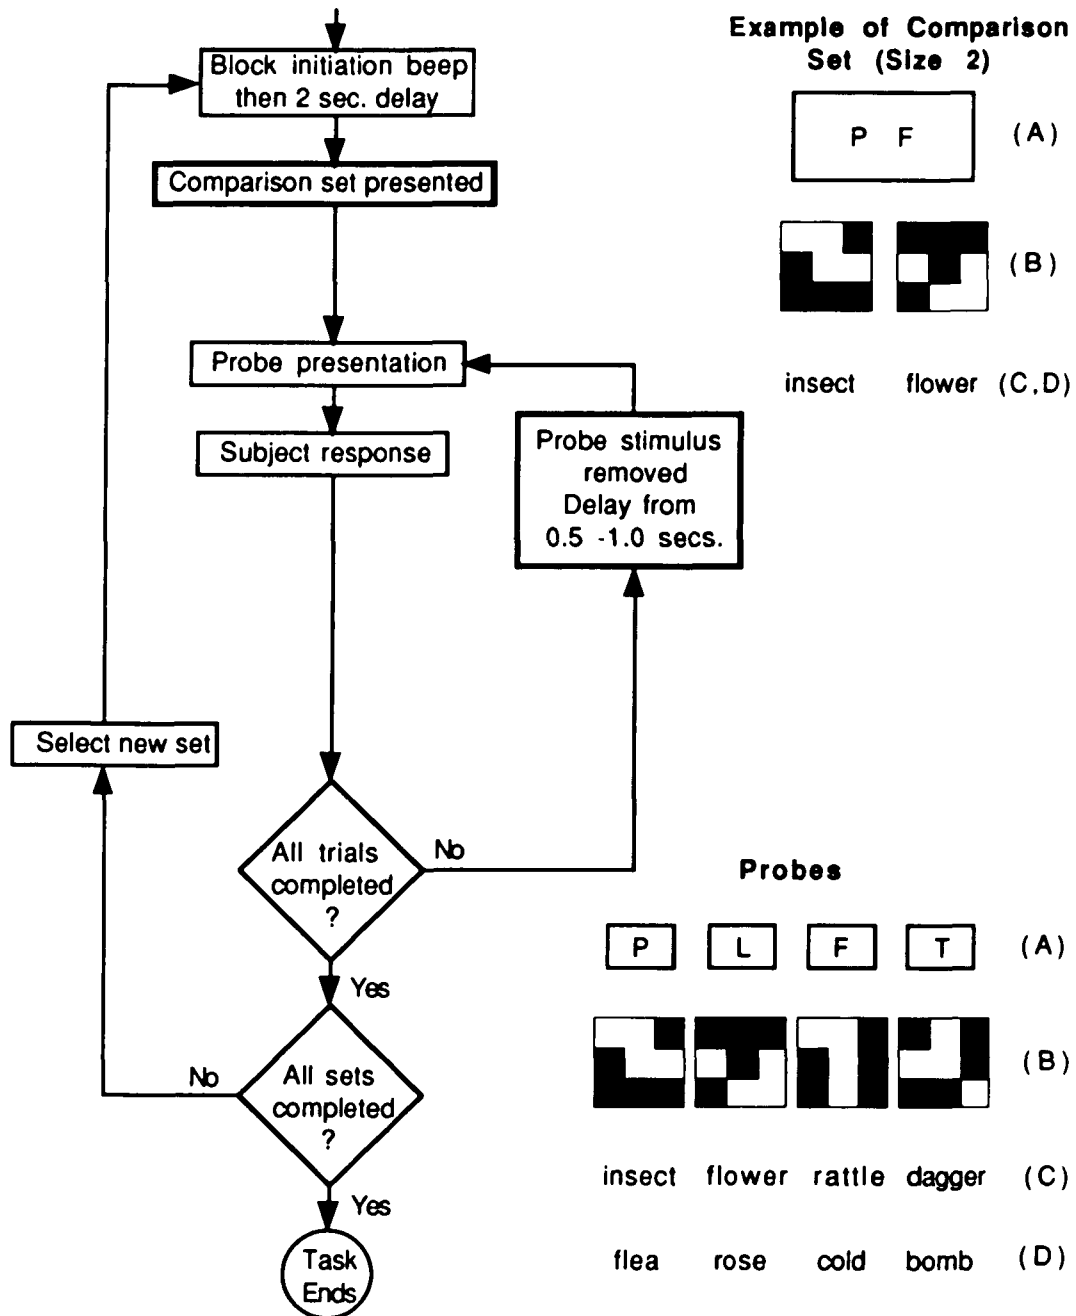 Block initiation beep
then 2 sec. delay
Comparison set presented
Probe presentation
Subject response
Probe stimulus
removed
Delay from
0.5 -1.0 secs.
Select new set
All trials
completed
?
No
Yes
All sets
completed
?
No
Yes
Task
Ends
Example of Comparison
Set (Size 2)
P F (A)
(B)
insect flower (C,D)
Probes
P L F T (A)
(B)
insect flower rattle dagger (C)
flea rose cold bomb (D)